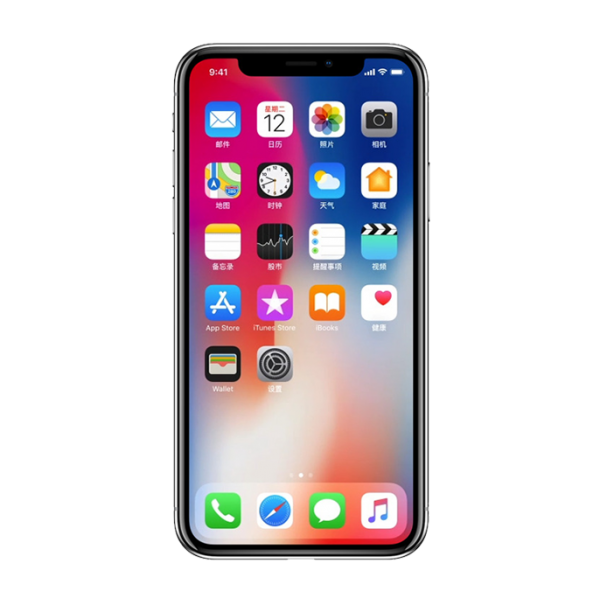 9:41
星期二
12
邮件
日历
照片
相机
280
地图
时钟
天气
家庭
备忘录
股市
提醒事项
视频
App Store
iTunes Store
iBooks
健康
Wallet
设置